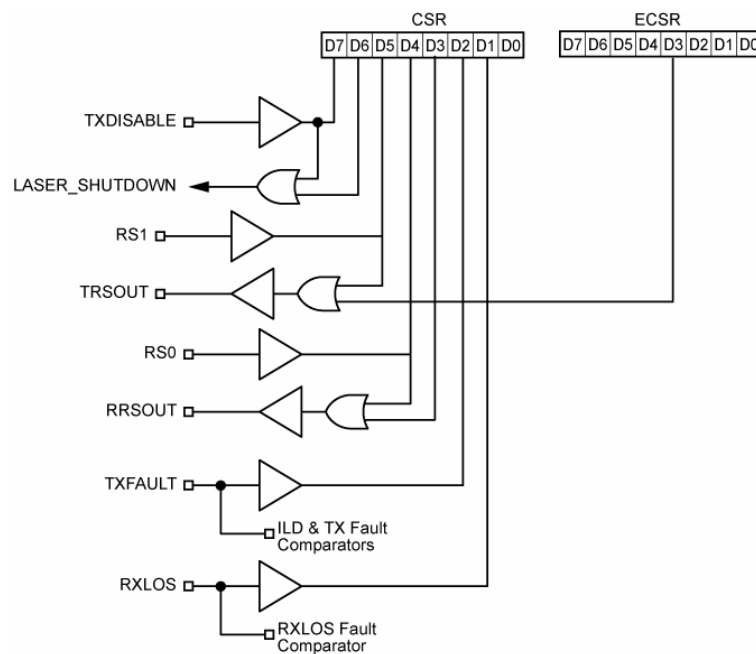 CSR
ECSR
D7 D6 D5 D4 D3 D2 D1 D0
D7 D6 D5 D4 D3 D2 D1 D0
TXDISABLE
LASER_SHUTDOWN
RS1
TRSOUT
RS0
RRSOUT
TXFAULT
ILD & TX Fault
Comparators
RXLOS
RXLOS Fault
Comparator